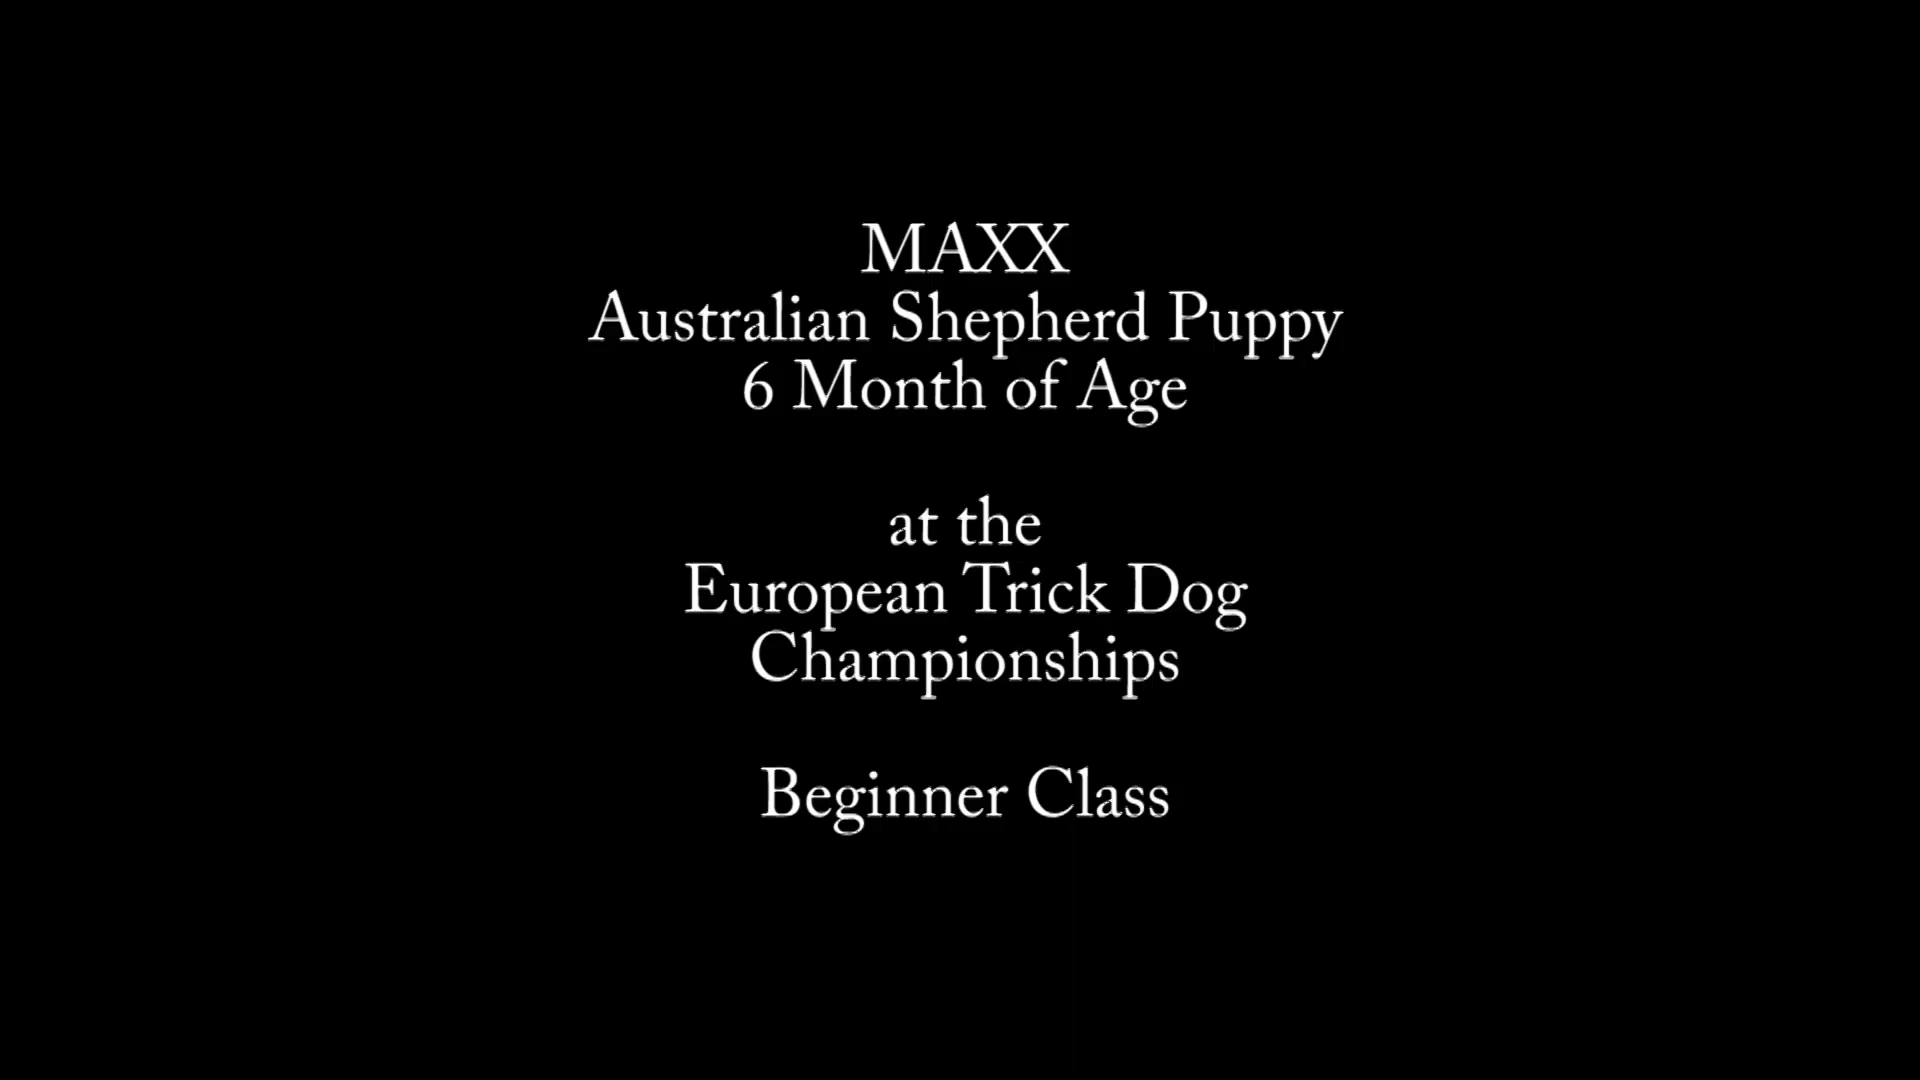 MAXX
Australian Shepherd Puppy
6 Month of Age
at the
European Trick Dog
Championships
Beginner Class